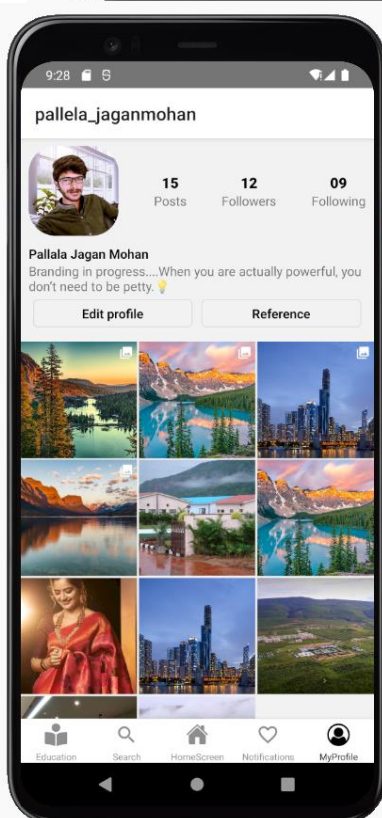 9:28
pallela_jaganmohan
15 12 09
Posts Followers Following
Pallala Jagan Mohan
Branding in progress....When you are actually powerful, you
don't need to be petty.💡
Edit profile Reference
Education Search HomeScreen Notifications MyProfile